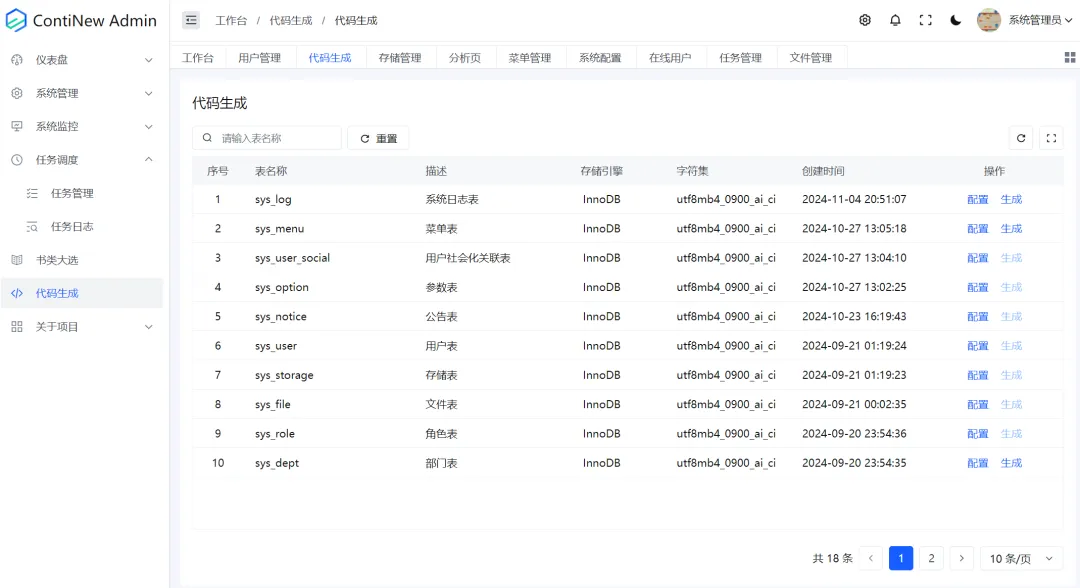 ContiNew Admin
工作台 / 代码生成 / 代码生成
系统管理员
仪表盘
系统管理
系统监控
任务调度
任务管理
任务日志
书类大选
代码生成
关于项目
工作台 用户管理 代码生成 存储管理 分析页 菜单管理 系统配置 在线用户 任务管理 文件管理
代码生成
请输入表名称 重置
序号 表名称 描述 存储引擎 字符集 创建时间 操作
1 sys_log 系统日志表 InnoDB utf8mb4_0900_ai_ci 2024-11-04 20:51:07 配置 生成
2 sys_menu 菜单表 InnoDB utf8mb4_0900_ai_ci 2024-10-27 13:05:18 配置 生成
3 sys_user_social 用户社会化关联表 InnoDB utf8mb4_0900_ai_ci 2024-10-27 13:04:10 配置 生成
4 sys_option 参数表 InnoDB utf8mb4_0900_ai_ci 2024-10-27 13:02:25 配置 生成
5 sys_notice 公告表 InnoDB utf8mb4_0900_ai_ci 2024-10-23 16:19:43 配置 生成
6 sys_user 用户表 InnoDB utf8mb4_0900_ai_ci 2024-09-21 01:19:24 配置 生成
7 sys_storage 存储表 InnoDB utf8mb4_0900_ai_ci 2024-09-21 01:19:23 配置 生成
8 sys_file 文件表 InnoDB utf8mb4_0900_ai_ci 2024-09-21 00:02:35 配置 生成
9 sys_role 角色表 InnoDB utf8mb4_0900_ai_ci 2024-09-20 23:54:36 配置 生成
10 sys_dept 部门表 InnoDB utf8mb4_0900_ai_ci 2024-09-20 23:54:35 配置 生成
共 18 条 1 2 10 条/页